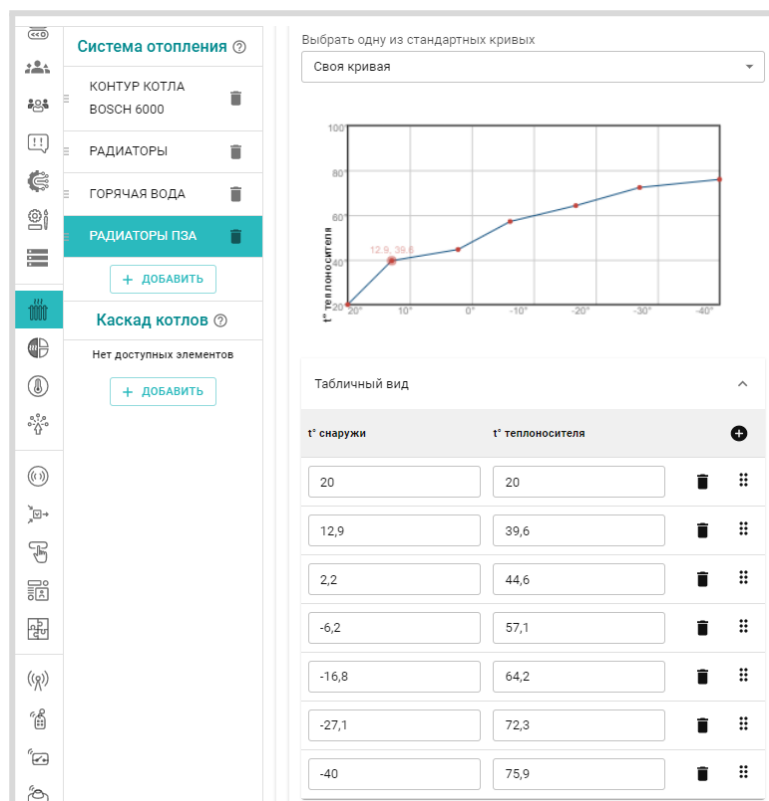 Система отопления
КОНТУР КОТЛА
BOSCH 6000
РАДИАТОРЫ
ГОРЯЧАЯ ВОДА
РАДИАТОРЫ ПЗА
+ ДОБАВИТЬ
Каскад котлов
Нет доступных элементов
+ ДОБАВИТЬ
Выбрать одну из стандартных кривых
Своя кривая
t° теплоносителя
100°
80°
60°
40°
20°
12.9, 39.6
20° 10° 0° -10° -20° -30° -40°
Табличный вид
t° снаружи t° теплоносителя
20 20
12,9 39,6
2,2 44,6
-6,2 57,1
-16,8 64,2
-27,1 72,3
-40 75,9